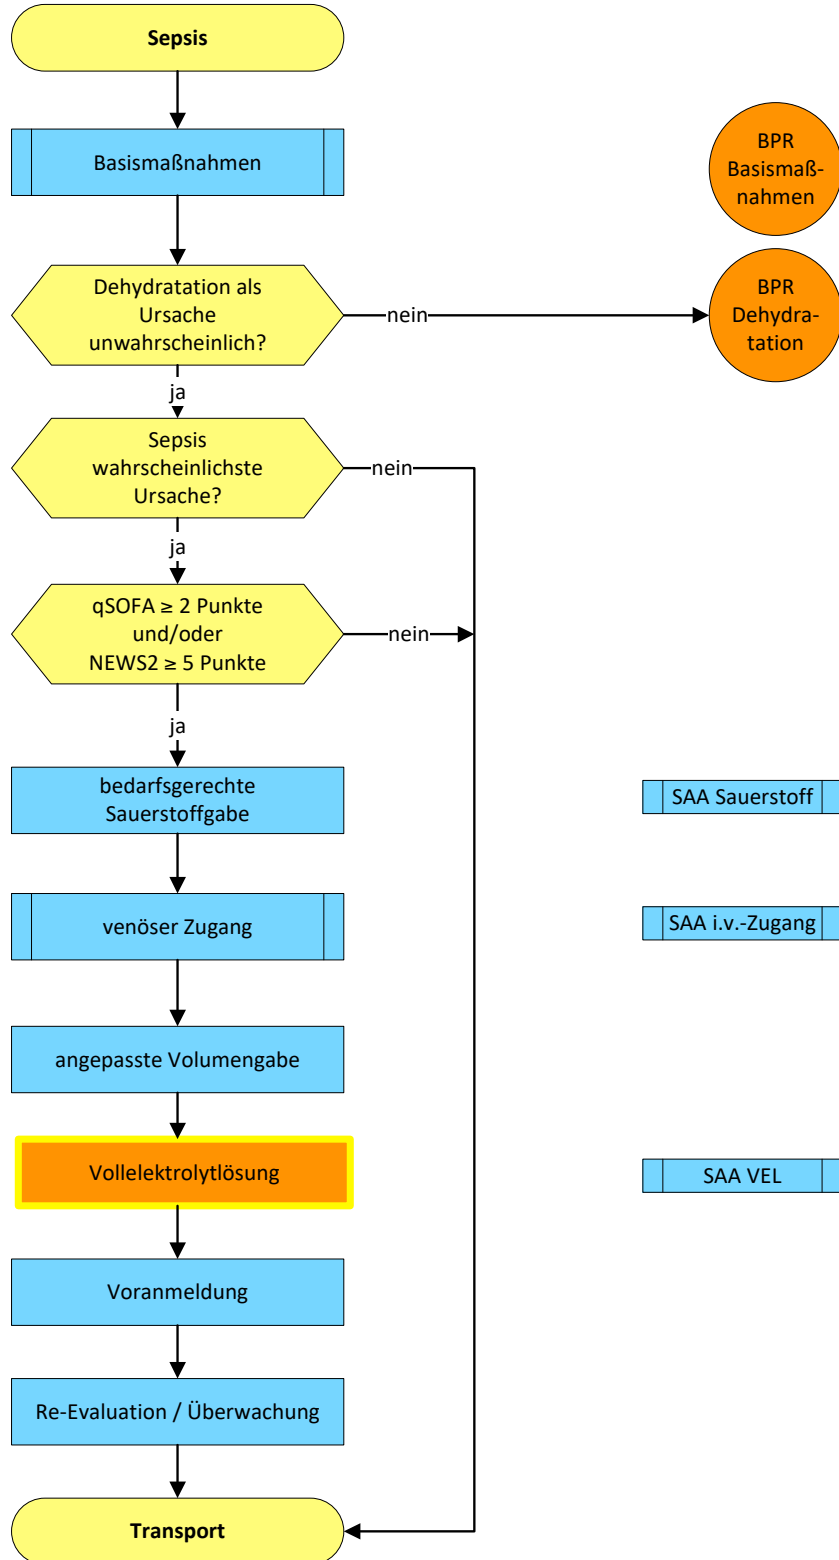 Sepsis
Basismaßnahmen
BPR
Basismaß-
nahmen
Dehydratation als
Ursache
unwahrscheinlich?
nein
BPR
Dehydra-
tation
ja
Sepsis
wahrscheinlichste
Ursache?
nein
ja
qSOFA ≥ 2 Punkte
und/oder
NEWS2 ≥ 5 Punkte
nein
ja
bedarfsgerechte
Sauerstoffgabe
SAA Sauerstoff
venöser Zugang
SAA i.v.-Zugang
angepasste Volumengabe
Vollelektrolytlösung
SAA VEL
Voranmeldung
Re-Evaluation / Überwachung
Transport